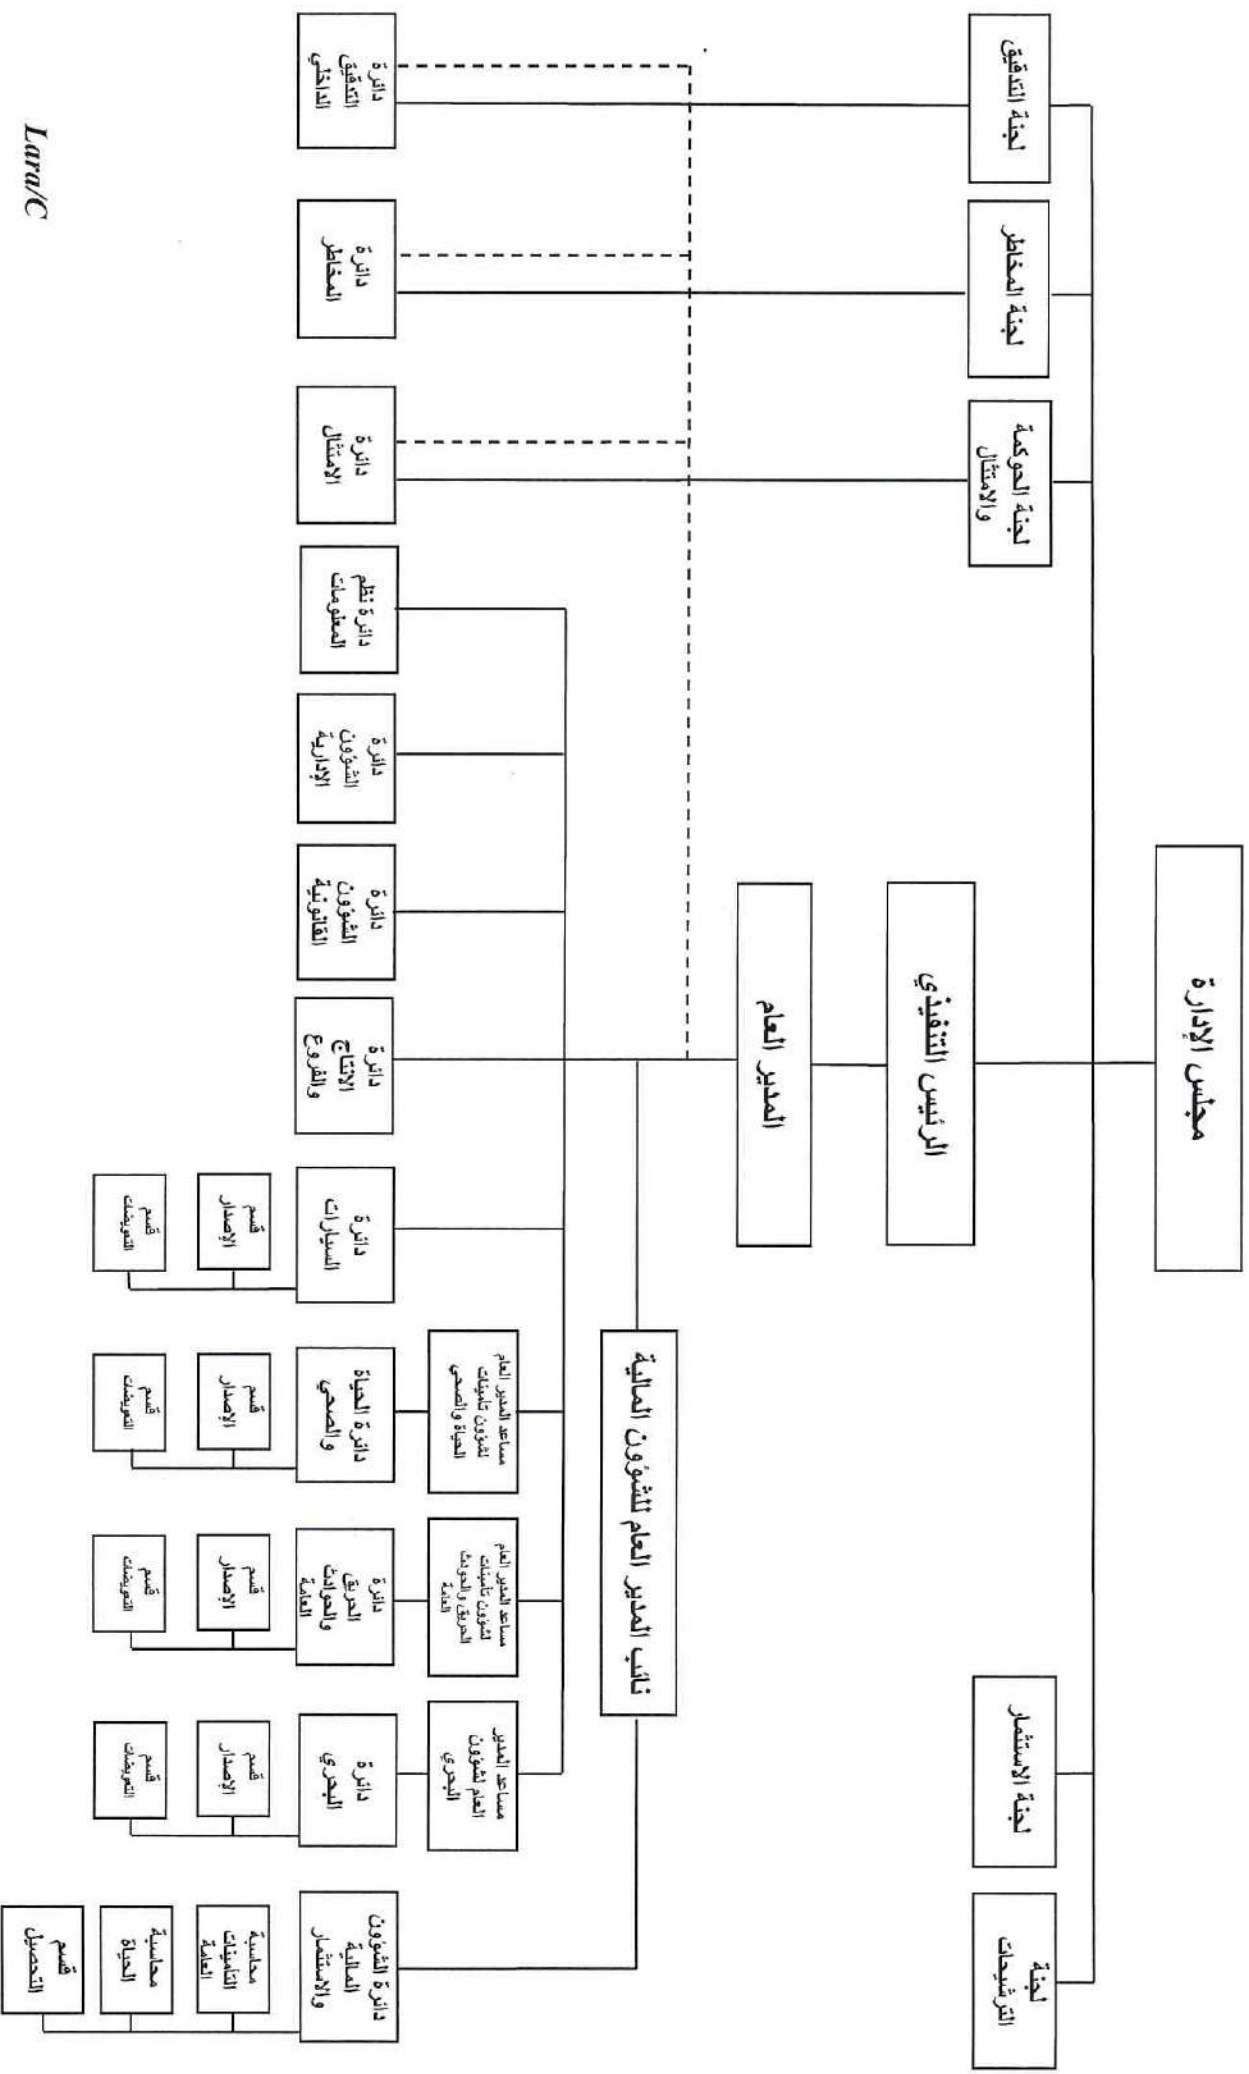 مجلس الإدارة
لجنة التدقيق
لجنة المخاطر
لجنة الحوكمة
والامتثال
لجنة الاستثمار
لجنة
الترشيحات
الرئيس التنفيذي
المدير العام
نائب المدير العام للشؤون المالية
مساعد المدير العام
لشؤون تأمينات
الحياة والصحي
مساعد المدير العام
لشؤون تأمينات
الحريق والحوادث
العامة
مساعد المدير
العام لشؤون
البحري
دائرة
التدقيق
الداخلي
دائرة
المخاطر
دائرة
الامتثال
دائرة نظم
المعلومات
دائرة
الشؤون
الإدارية
دائرة
الشؤون
القانونية
دائرة
الانتاج
والفروع
دائرة
السيارات
دائرة الحياة
والصحي
دائرة
الحريق
والحوادث
العامة
دائرة
البحري
دائرة الشؤون
المالية
والاستثمار
قسم
الإصدار
قسم
الإصدار
قسم
الإصدار
قسم
الإصدار
محاسبة
التأمينات
العامة
قسم
التعويضات
قسم
التعويضات
قسم
التعويضات
قسم
التعويضات
محاسبة
الحياة
قسم
التحصيل
Lara/C